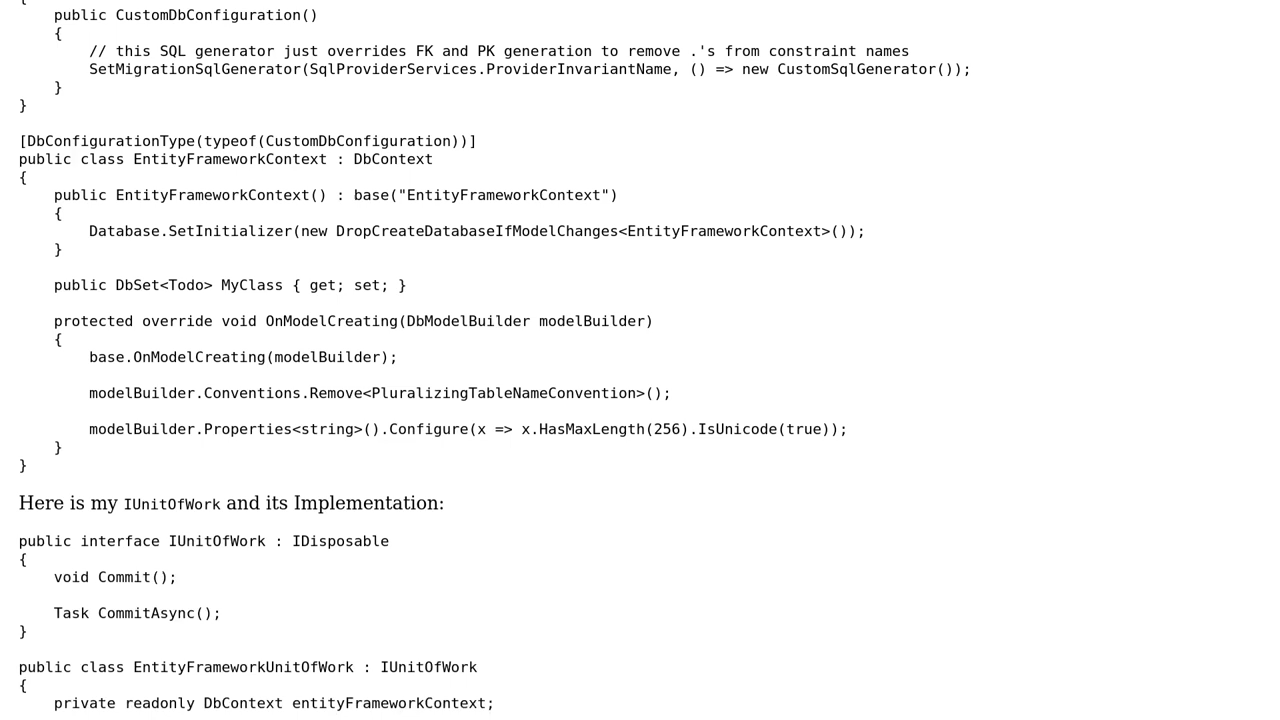 {
    public CustomDbConfiguration()
    {
        // this SQL generator just overrides FK and PK generation to remove .'s from constraint names
        SetMigrationSqlGenerator(SqlProviderServices.ProviderInvariantName, () => new CustomSqlGenerator());
    }
}

[DbConfigurationType(typeof(CustomDbConfiguration))]
public class EntityFrameworkContext : DbContext
{
    public EntityFrameworkContext() : base("EntityFrameworkContext")
    {
        Database.SetInitializer(new DropCreateDatabaseIfModelChanges<EntityFrameworkContext>());
    }

    public DbSet<Todo> MyClass { get; set; }

    protected override void OnModelCreating(DbModelBuilder modelBuilder)
    {
        base.OnModelCreating(modelBuilder);

        modelBuilder.Conventions.Remove<PluralizingTableNameConvention>();

        modelBuilder.Properties<string>().Configure(x => x.HasMaxLength(256).IsUnicode(true));
    }
}

Here is my IUnitOfWork and its Implementation:

public interface IUnitOfWork : IDisposable
{
    void Commit();

    Task CommitAsync();
}

public class EntityFrameworkUnitOfWork : IUnitOfWork
{
    private readonly DbContext entityFrameworkContext;